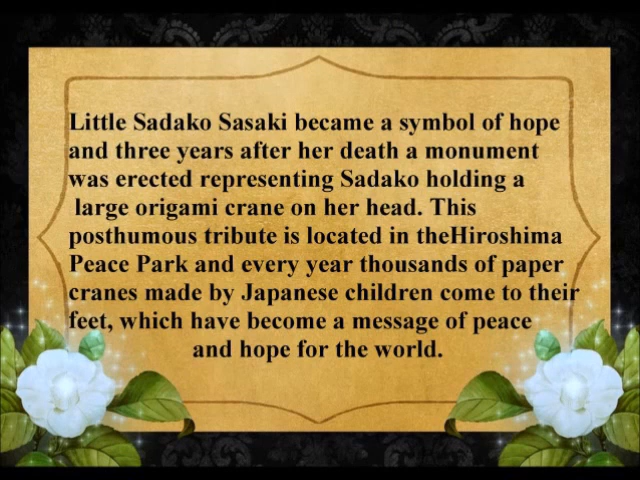 Little Sadako Sasaki became a symbol of hope
and three years after her death a monument
was erected representing Sadako holding a
large origami crane on her head. This
posthumous tribute is located in theHiroshima
Peace Park and every year thousands of paper
cranes made by Japanese children come to their
feet, which have become a message of peace
and hope for the world.